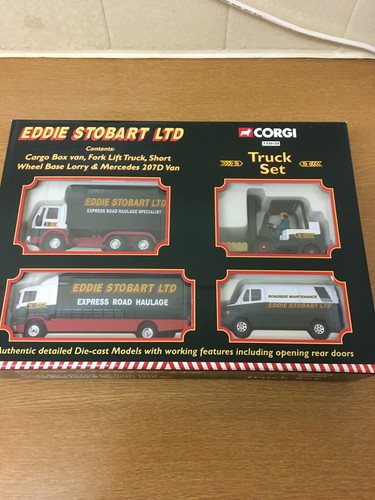 EDDIE STOBART LTD
Contents:
Cargo Box van, Fork Lift Truck, Short
Wheel Base Lorry & Mercedes 207D Van
CORGI
Truck
Set
EDDIE STOBART LTD
EXPRESS ROAD HAULAGE SPECIALIST
EDDIE STOBART LTD
EXPRESS ROAD HAULAGE
ROADSIDE MAINTENANCE
EDDIE STOBART LTD
Authentic detailed Die-cast Models with working features including opening rear doors